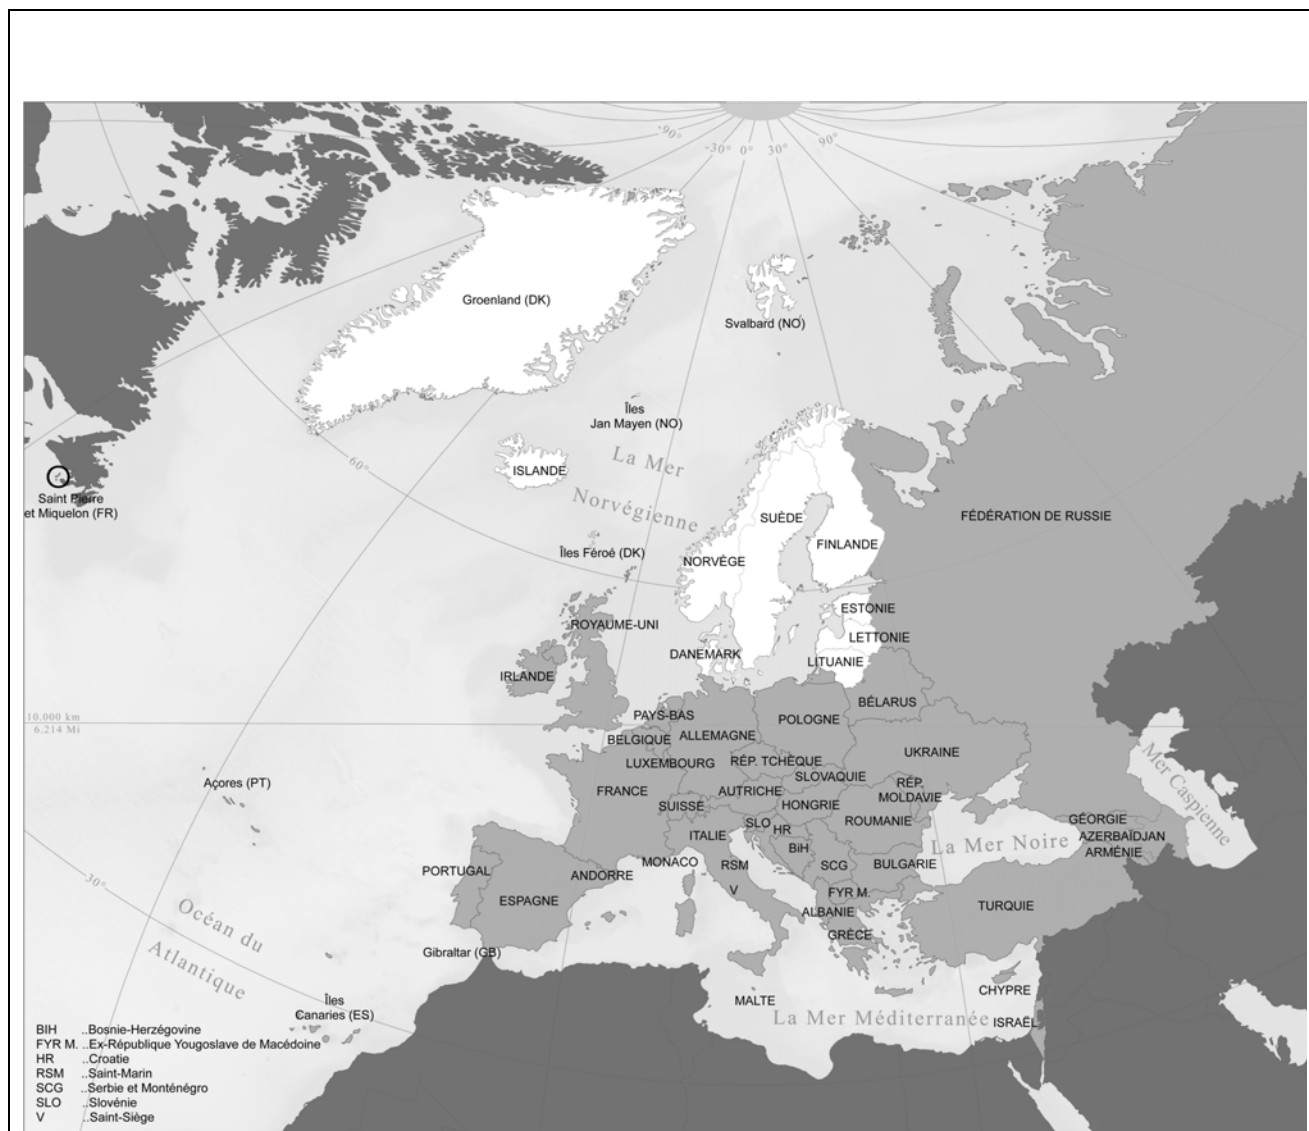 -90°
-30°
0°
30°
90°
Groenland (DK)
Svalbard (NO)
Îles
Jan Mayen (NO)
La Mer
Norvégienne
60°
ISLANDE
Saint Pierre
et Miquelon (FR)
SUÈDE
FÉDÉRATION DE RUSSIE
FINLANDE
Îles Féroé (DK)
NORVÈGE
ESTONIE
ROYAUME-UNI
LETTONIE
DANEMARK
LITUANIE
IRLANDE
BÉLARUS
PAYS-BAS
POLOGNE
10.000 km
6.214 Mi
BELGIQUE
ALLEMAGNE
UKRAINE
LUXEMBOURG
RÉP. TCHÈQUE
SLOVAQUIE
Mer Caspienne
Açores (PT)
FRANCE
AUTRICHE
RÉP.
MOLDAVIE
SUISSE
HONGRIE
SLO
HR
ROUMANIE
GÉORGIE
ITALIE
AZERBAÏDJAN
BiH
La Mer Noire
ARMÉNIE
MONACO
RSM
SCG
BULGARIE
PORTUGAL
ANDORRE
30°
V
FYR M.
ESPAGNE
TURQUIE
ALBANIE
Océan du
Atlantique
GRÈCE
Gibraltar (GB)
CHYPRE
MALTE
Îles
Canaries (ES)
La Mer Méditerranée
ISRAËL
BIH ..Bosnie-Herzégovine
FYR M. ..Ex-République Yougoslave de Macédoine
HR ..Croatie
RSM ..Saint-Marin
SCG ..Serbie et Monténégro
SLO ..Slovénie
V ..Saint-Siège